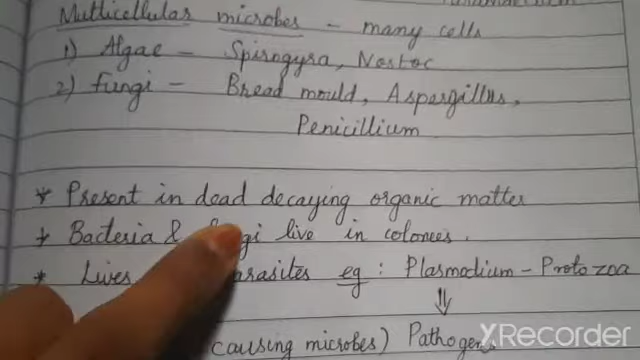 Multicellular microbes - many cells
1) Algae - Spirogyra, Nostoc
2) Fungi - Bread mould, Aspergillus,
Penicillium
* Present in dead decaying organic matter
* Bacteria & live in colonees.
* Lives eg: Plasmodium - Protozoa
⇓
causing microbes) Pathogen
XRecorder